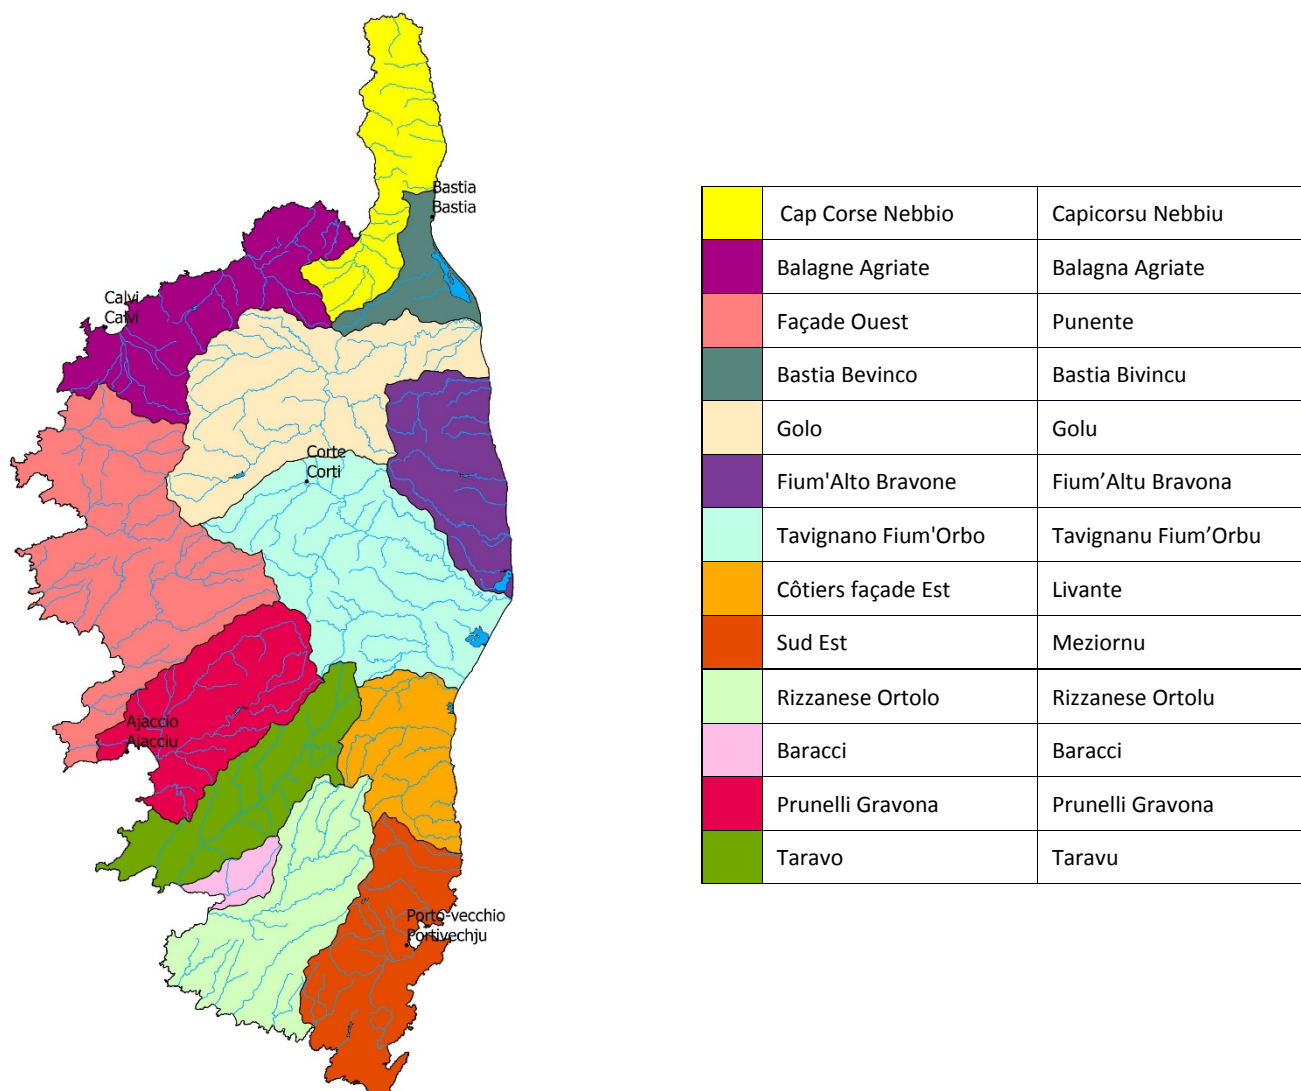 Bastia
Bastia
Calvi
Calvi
Corte
Corti
Ajaccio
Ajacciu
Porto-vecchio
Portivechju
Cap Corse Nebbio Capicorsu Nebbiu
Balagne Agriate Balagna Agriate
Façade Ouest Punente
Bastia Bevinco Bastia Bivincu
Golo Golu
Fium'Alto Bravone Fium’Altu Bravona
Tavignano Fium'Orbo Tavignanu Fium’Orbu
Côtiers façade Est Livante
Sud Est Meziornu
Rizzanese Ortolo Rizzanese Ortolu
Baracci Baracci
Prunelli Gravona Prunelli Gravona
Taravo Taravu